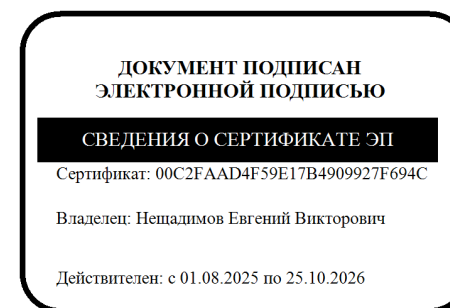 ДОКУМЕНТ ПОДПИСАН
ЭЛЕКТРОННОЙ ПОДПИСЬЮ
СВЕДЕНИЯ О СЕРТИФИКАТЕ ЭП
Сертификат: 00C2FAAD4F59E17B4909927F694C
Владелец: Нещадимов Евгений Викторович
Действителен: с 01.08.2025 по 25.10.2026